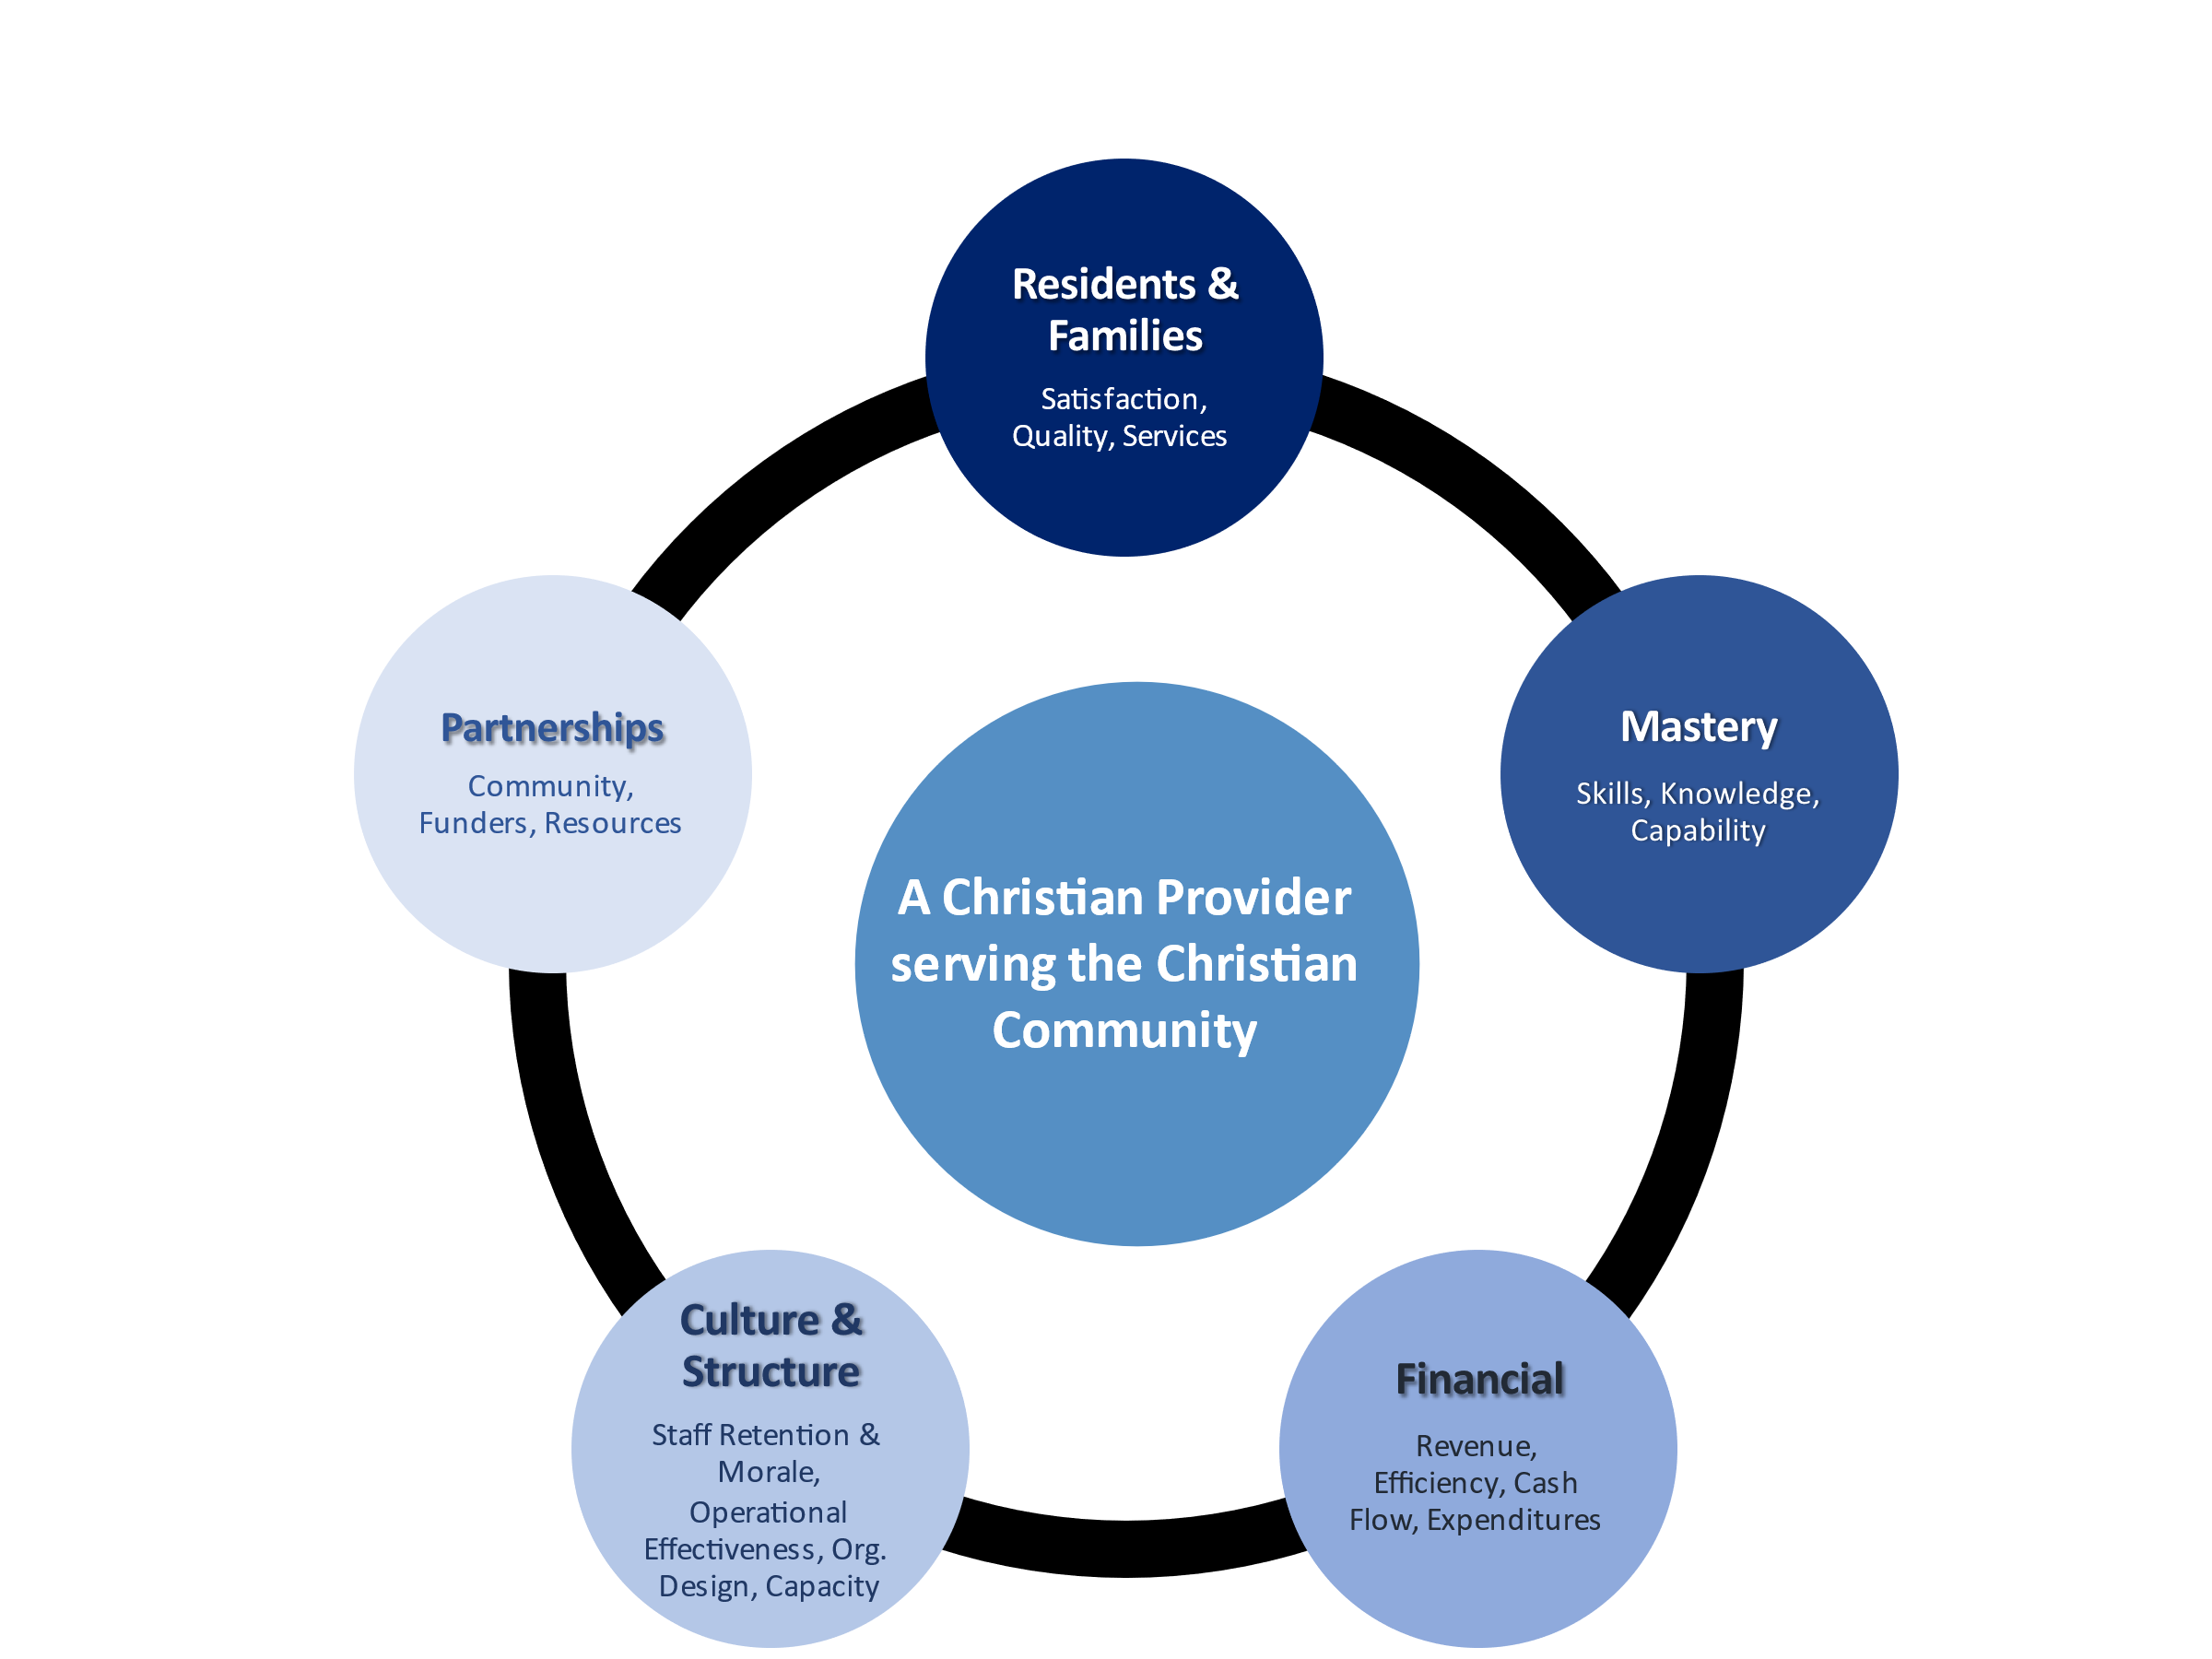 Residents &
Families
Satisfaction,
Quality, Services
Partnerships
Community,
Funders, Resources
Mastery
Skills, Knowledge,
Capability
A Christian Provider
serving the Christian
Community
Culture &
Structure
Staff Retention &
Morale,
Operational
Effectiveness, Org.
Design, Capacity
Financial
Revenue,
Efficiency, Cash
Flow, Expenditures